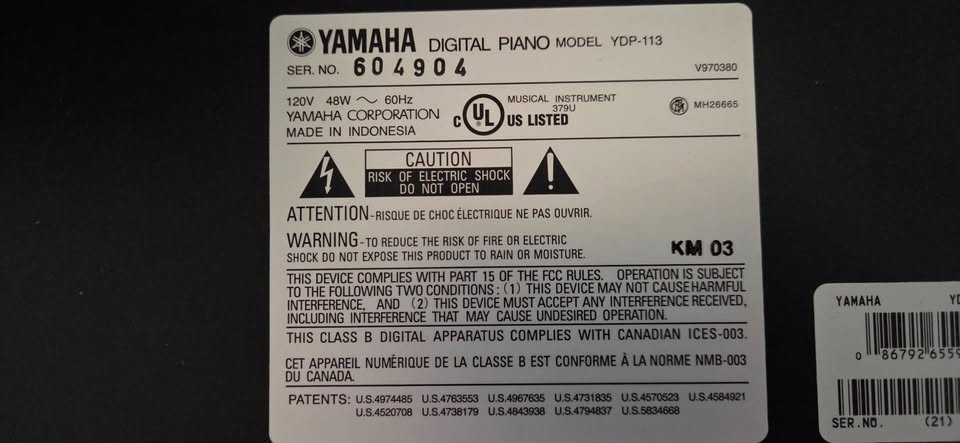 YAMAHA DIGITAL PIANO MODEL YDP-113
SER. NO. 604904 V970380
120V 48W ~ 60Hz
YAMAHA CORPORATION
MADE IN INDONESIA
C UL US LISTED
MUSICAL INSTRUMENT
379U
MH26665
CAUTION
RISK OF ELECTRIC SHOCK
DO NOT OPEN
ATTENTION-RISQUE DE CHOC ÉLECTRIQUE NE PAS OUVRIR.
WARNING-TO REDUCE THE RISK OF FIRE OR ELECTRIC
SHOCK DO NOT EXPOSE THIS PRODUCT TO RAIN OR MOISTURE.
KM 03
THIS DEVICE COMPLIES WITH PART 15 OF THE FCC RULES. OPERATION IS SUBJECT
TO THE FOLLOWING TWO CONDITIONS: (1) THIS DEVICE MAY NOT CAUSE HARMFUL
INTERFERENCE, AND (2) THIS DEVICE MUST ACCEPT ANY INTERFERENCE RECEIVED,
INCLUDING INTERFERENCE THAT MAY CAUSE UNDESIRED OPERATION.
THIS CLASS B DIGITAL APPARATUS COMPLIES WITH CANADIAN ICES-003.
CET APPAREIL NUMÉRIQUE DE LA CLASSE B EST CONFORME À LA NORME NMB-003
DU CANADA.
PATENTS: U.S.4974485 U.S.4763553 U.S.4967635 U.S.4731835 U.S.4570523 U.S.4584921
U.S.4520708 U.S.4738179 U.S.4843938 U.S.4794837 U.S.5834668
YAMAHA YD
0 86792 6559
SER.NO. (21)